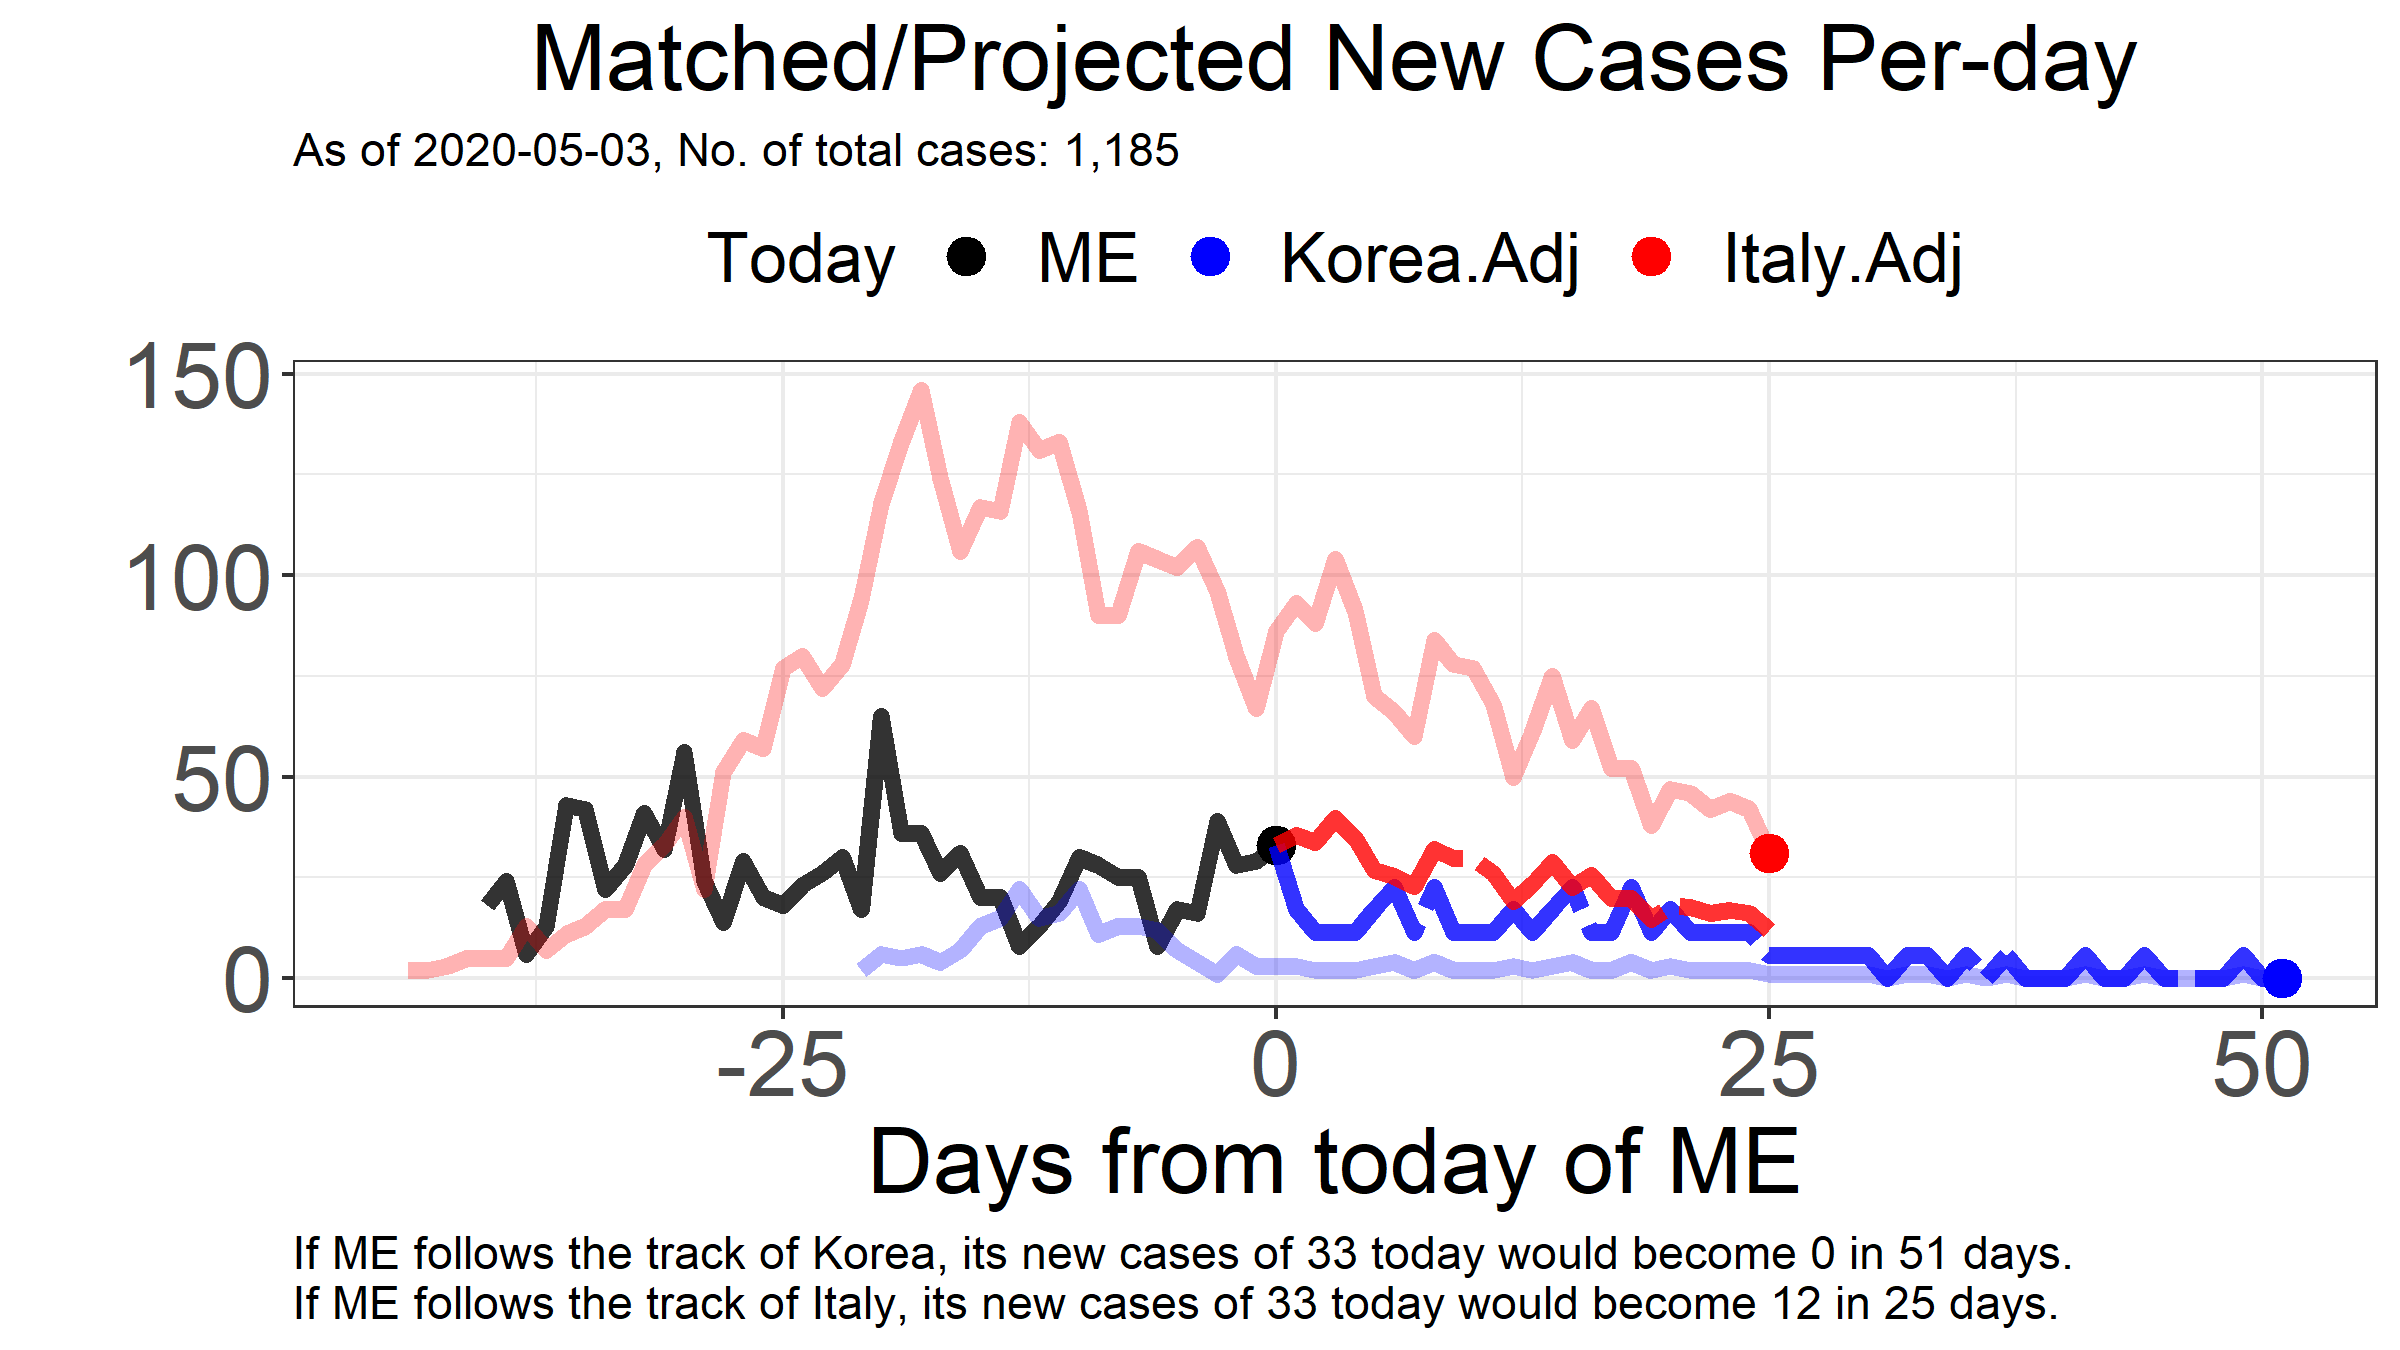 Matched/Projected New Cases Per-day
As of 2020-05-03, No. of total cases: 1,185
Today ME Korea.Adj Italy.Adj
150
100
50
0
-25 0 25 50
Days from today of ME
If ME follows the track of Korea, its new cases of 33 today would become 0 in 51 days.
If ME follows the track of Italy, its new cases of 33 today would become 12 in 25 days.